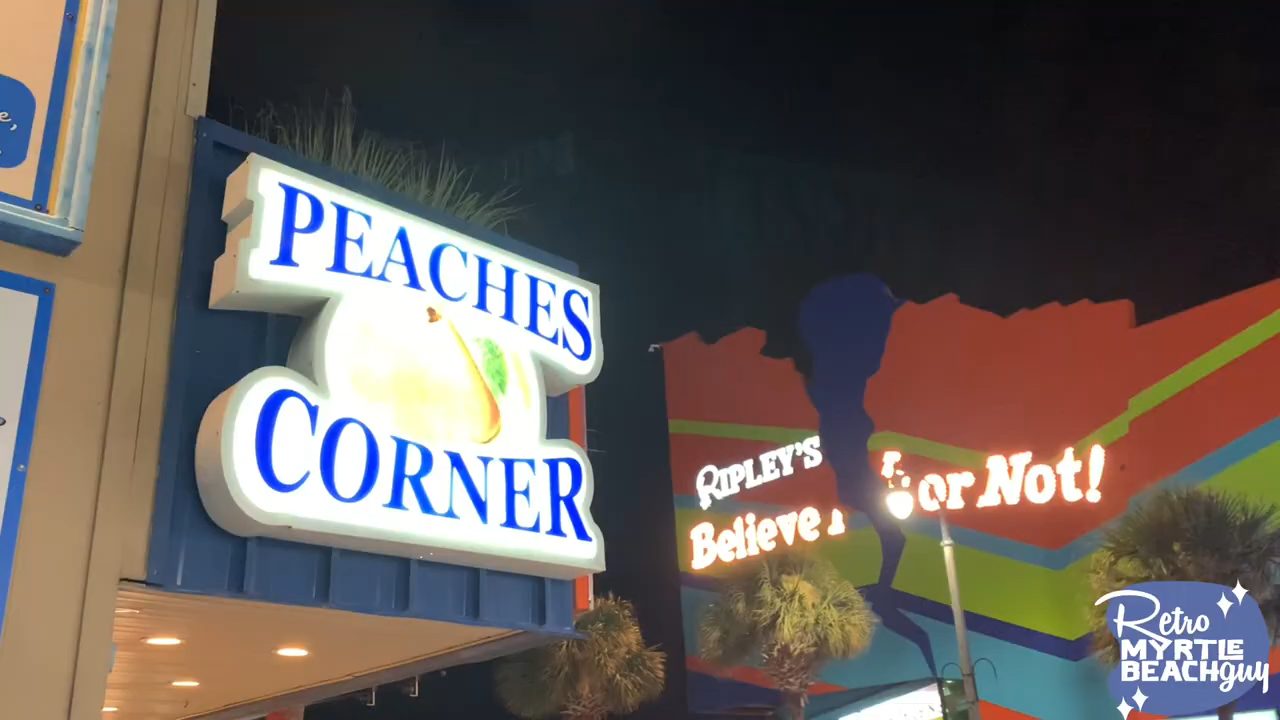 PEACHES
CORNER
RIPLEY'S
Believe
or Not!
Retro
MYRTLE
BEACHguy